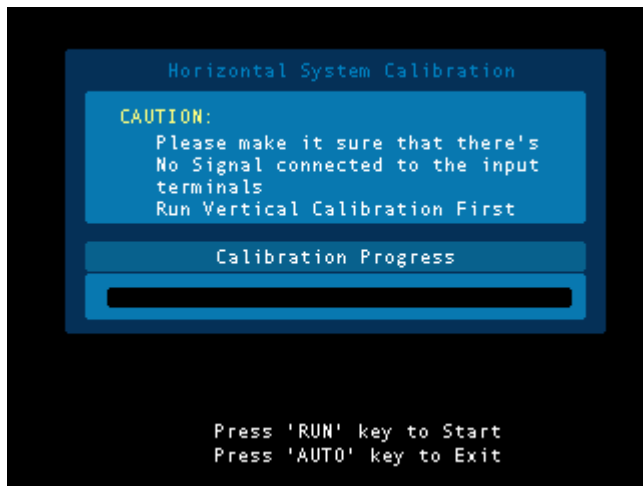 Horizontal System Calibration
CAUTION:
Please make it sure that there's
No Signal connected to the input
terminals
Run Vertical Calibration First
Calibration Progress
Press 'RUN' key to Start
Press 'AUTO' key to Exit